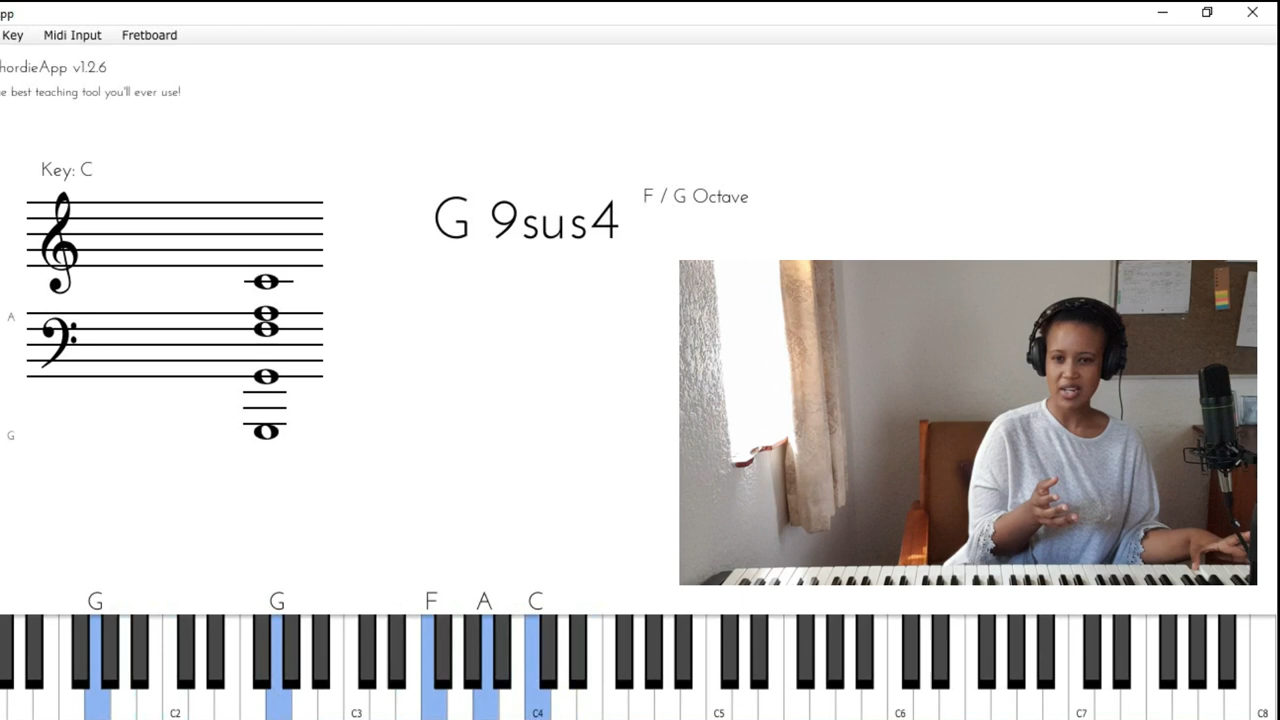 pp
Key Midi Input Fretboard
hordieApp v1.2.6
e best teaching tool you'll ever use!
Key: C
G 9sus4
F / G Octave
A
G
G G F A C
C2 C3 C4 C5 C6 C7 C8